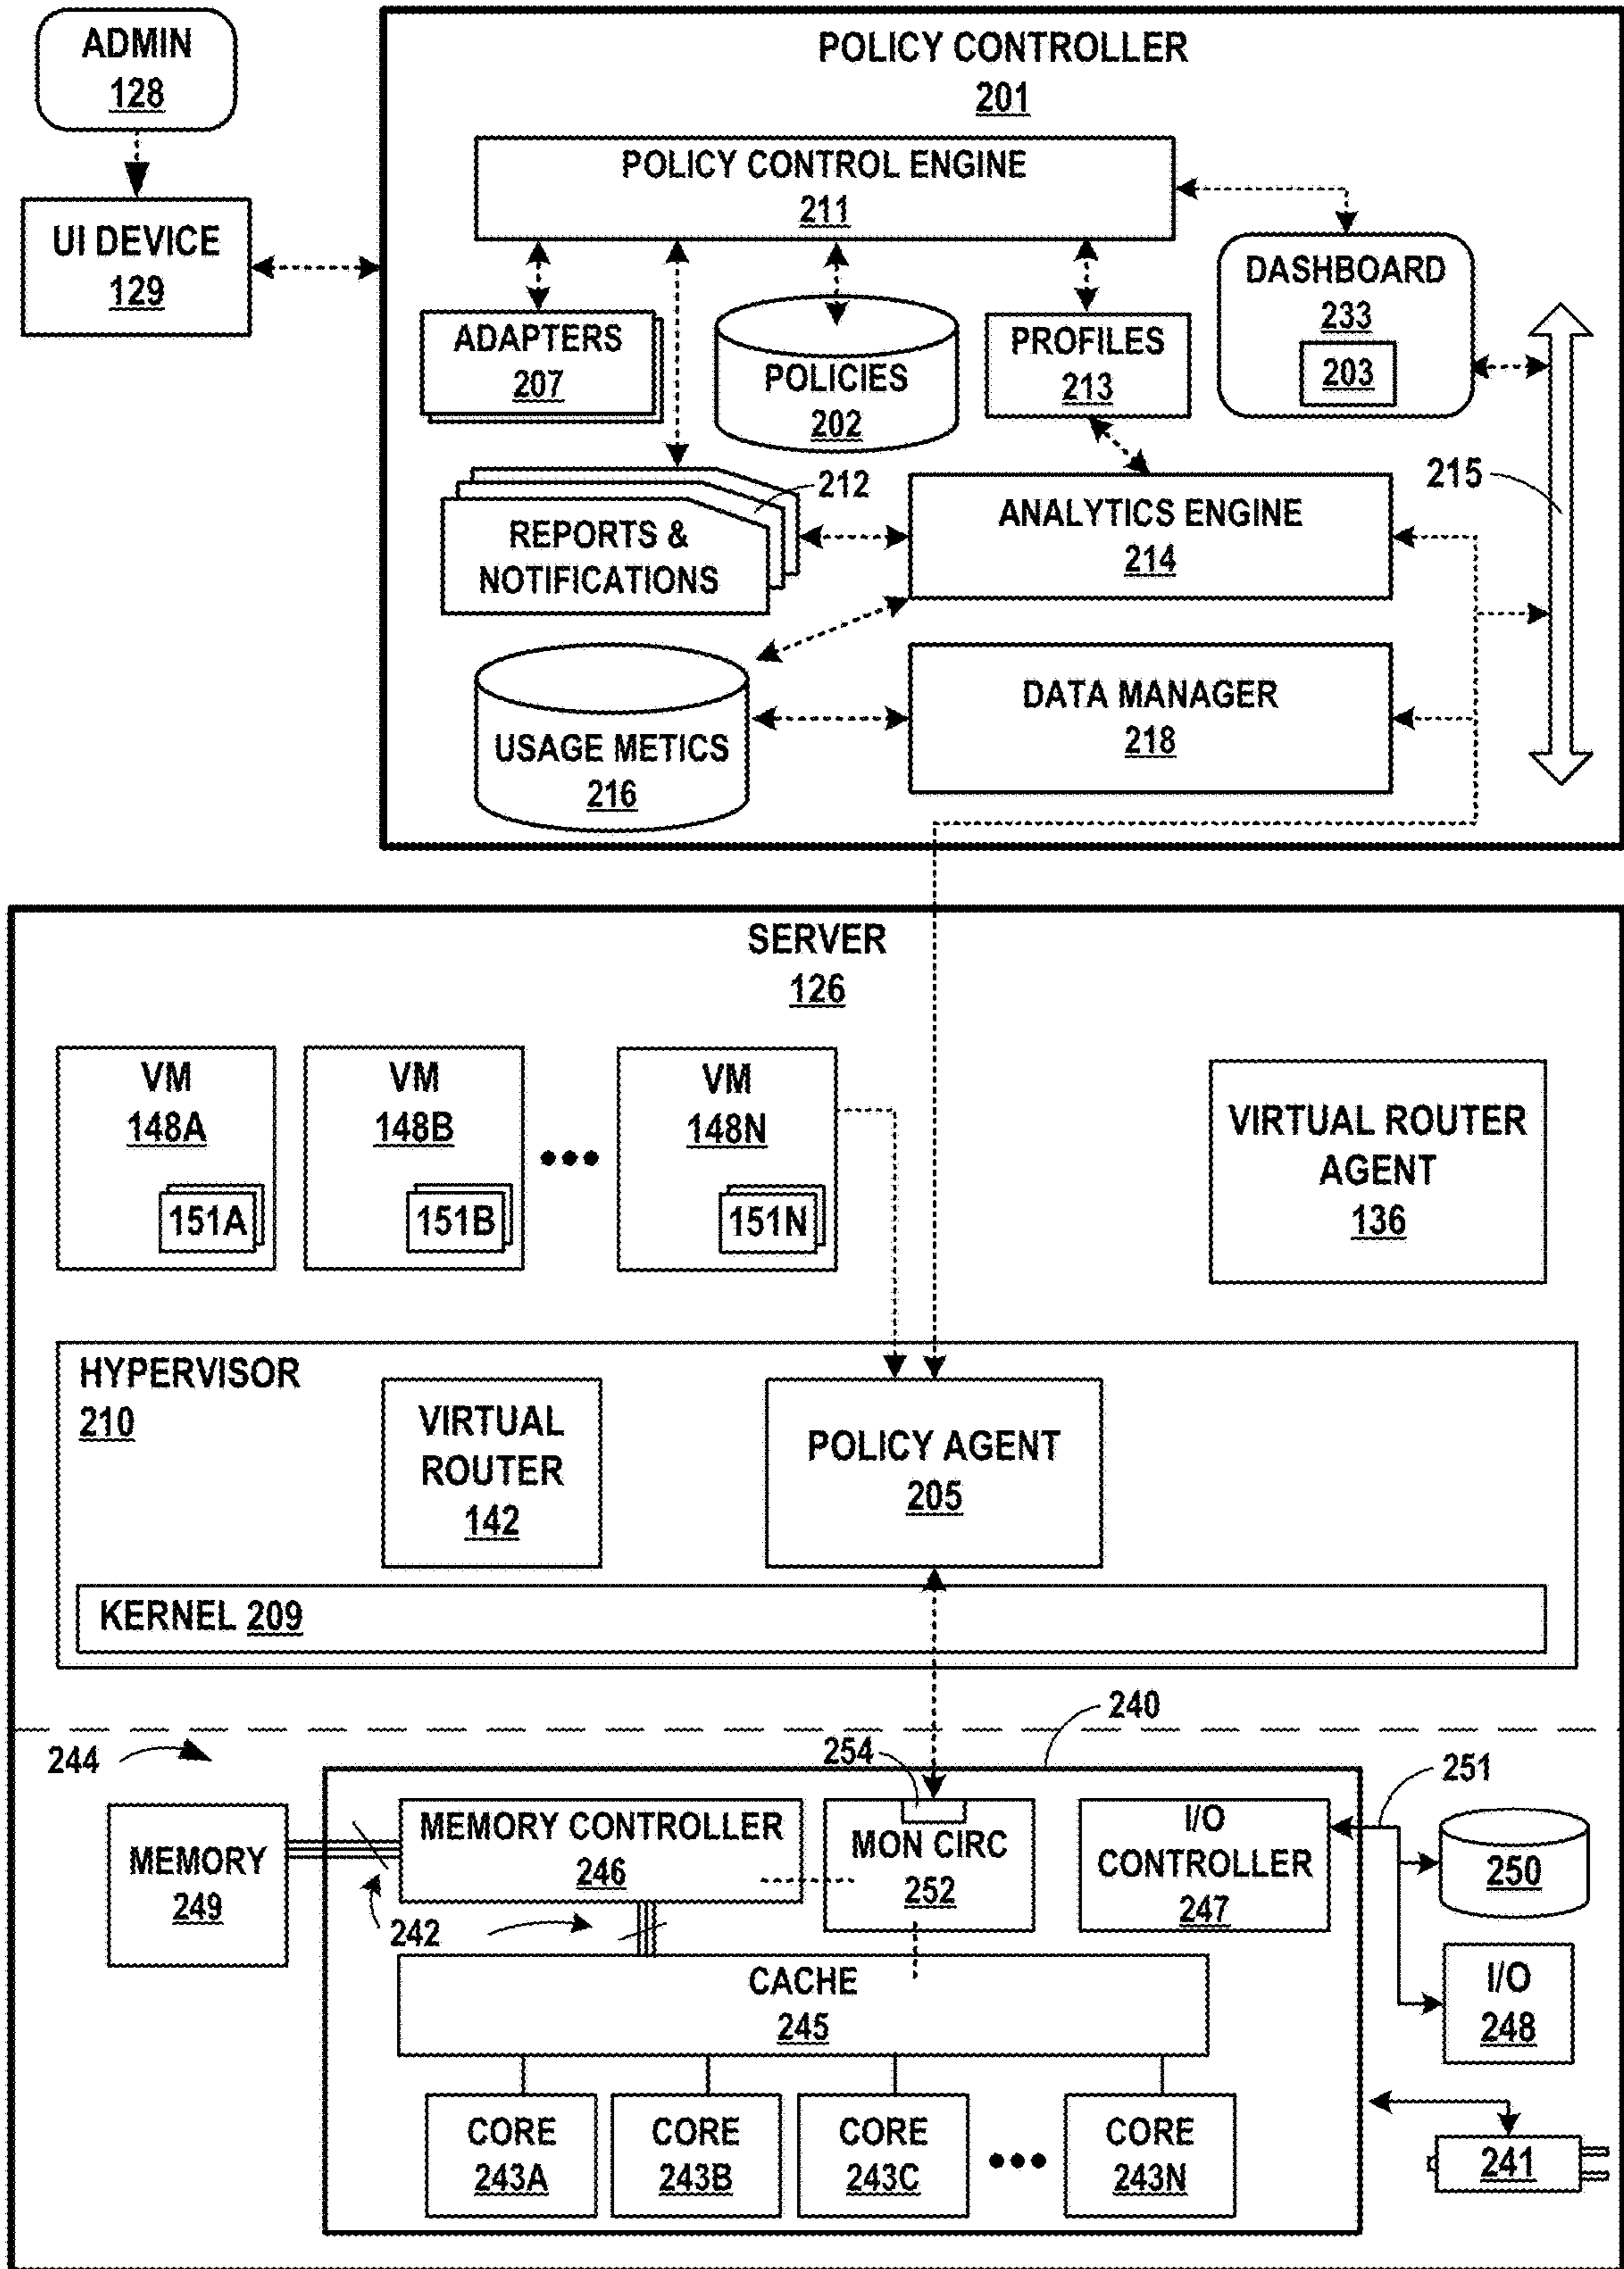 ADMIN
128
UI DEVICE
129
POLICY CONTROLLER
201
POLICY CONTROL ENGINE
211
DASHBOARD
233
203
ADAPTERS
207
POLICIES
202
PROFILES
213
215
212
REPORTS &
NOTIFICATIONS
ANALYTICS ENGINE
214
USAGE METICS
216
DATA MANAGER
218
SERVER
126
VM
148A
151A
VM
148B
151B
VM
148N
151N
VIRTUAL ROUTER
AGENT
136
HYPERVISOR
210
VIRTUAL
ROUTER
142
POLICY AGENT
205
KERNEL 209
240
244
254
251
MEMORY
249
MEMORY CONTROLLER
246
MON CIRC
252
I/O
CONTROLLER
247
250
242
CACHE
245
I/O
248
CORE
243A
CORE
243B
CORE
243C
CORE
243N
241